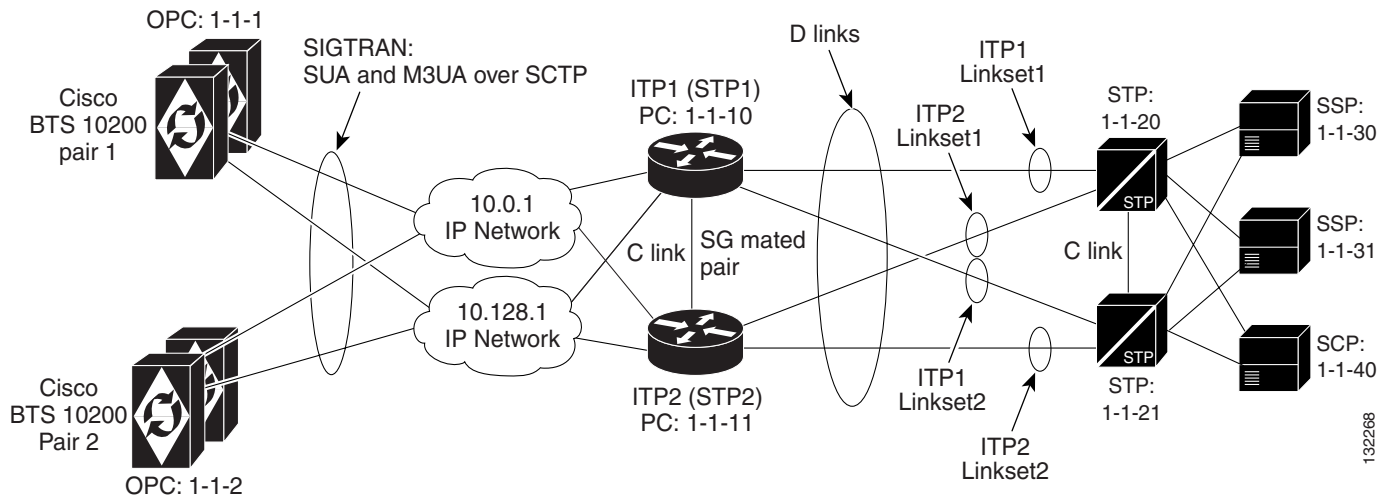 OPC: 1-1-1
Cisco
BTS 10200
pair 1
SIGTRAN:
SUA and M3UA over SCTP
10.0.1
IP Network
10.128.1
IP Network
Cisco
BTS 10200
Pair 2
OPC: 1-1-2
ITP1 (STP1)
PC: 1-1-10
C link
SG mated
pair
ITP2 (STP2)
PC: 1-1-11
D links
ITP2
Linkset1
ITP1
Linkset1
ITP1
Linkset2
ITP2
Linkset2
STP:
1-1-20
STP
C link
STP
STP:
1-1-21
SSP:
1-1-30
SSP:
1-1-31
SCP:
1-1-40
132268